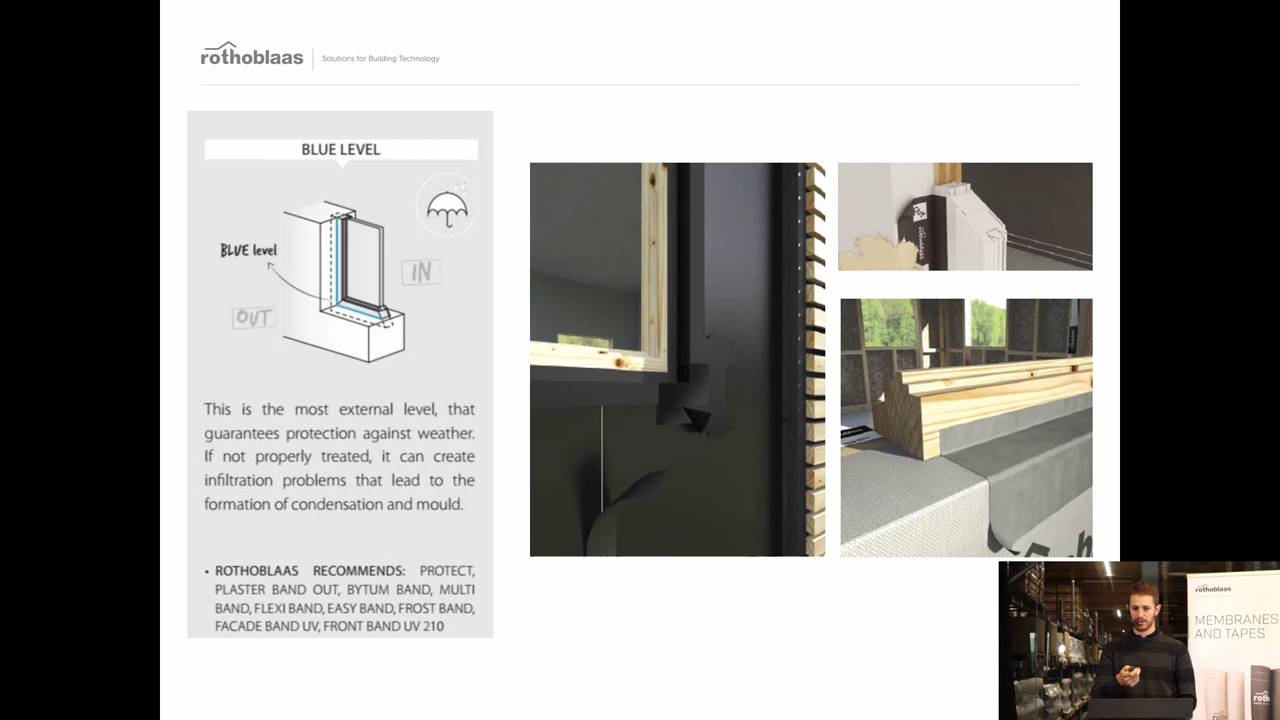 rothoblaas
Solutions for Building Technology
BLUE LEVEL
BLUE level
IN
OUT
This is the most external level, that
guarantees protection against weather.
If not properly treated, it can create
infiltration problems that lead to the
formation of condensation and mould.
• ROTHOBLAAS RECOMMENDS: PROTECT,
PLASTER BAND OUT, BYTUM BAND, MULTI
BAND, FLEXI BAND, EASY BAND, FROST BAND,
FACADE BAND UV, FRONT BAND UV 210
rothoblaas
MEMBRANES
AND TAPES